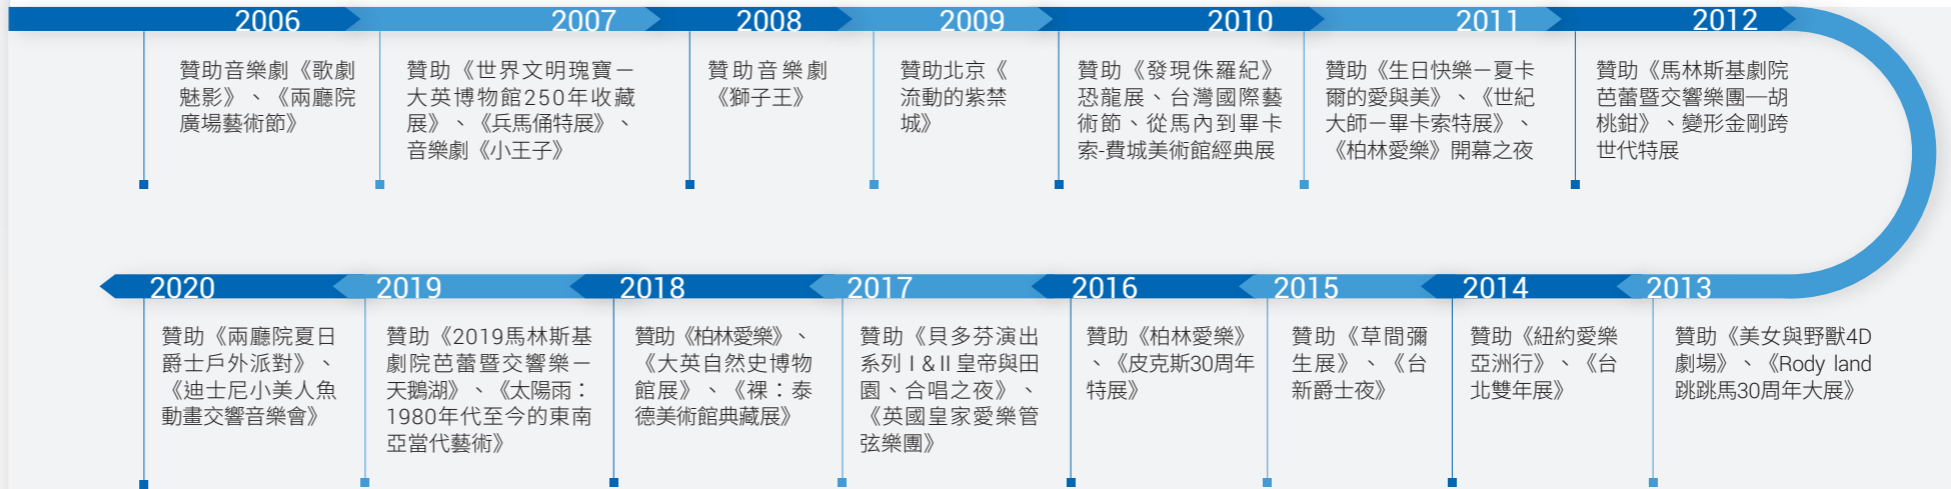 2006
贊助音樂劇《歌劇
魅影》、《兩廳院
廣場藝術節》
2007
贊助《世界文明瑰寶－
大英博物館250年收藏
展》、《兵馬俑特展》、
音樂劇《小王子》
2008
贊助音樂劇
《獅子王》
2009
贊助北京《
流動的紫禁
城》
2010
贊助《發現侏羅紀》
恐龍展、台灣國際藝
術節、從馬內到畢卡
索-費城美術館經典展
2011
贊助《生日快樂－夏卡
爾的愛與美》、《世紀
大師－畢卡索特展》、
《柏林愛樂》開幕之夜
2012
贊助《馬林斯基劇院
芭蕾暨交響樂團─胡
桃鉗》、變形金剛跨
世代特展
2013
贊助《美女與野獸4D
劇場》、《Rody land
跳跳馬30周年大展》
2014
贊助《紐約愛樂
亞洲行》、《台
北雙年展》
2015
贊助《草間彌
生展》、《台
新爵士夜》
2016
贊助《柏林愛樂》
、《皮克斯30周年
特展》
2017
贊助《貝多芬演出
系列 I & II 皇帝與田
園、合唱之夜》、
《英國皇家愛樂管
弦樂團》
2018
贊助《柏林愛樂》、
《大英自然史博物
館展》、《裸：泰
德美術館典藏展》
2019
贊助《2019馬林斯基
劇院芭蕾暨交響樂－
天鵝湖》、《太陽雨：
1980年代至今的東南
亞當代藝術》
2020
贊助《兩廳院夏日
爵士戶外派對》、
《迪士尼小美人魚
動畫交響音樂會》